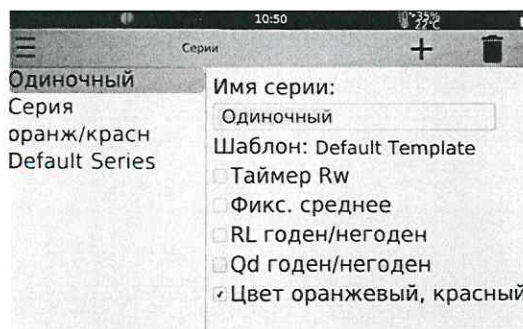 10:50
35%
22°C
Серии
+
Одиночный
Серия
оранж/красн
Default Series
Имя серии:
Одиночный
Шаблон: Default Template
Таймер Rw
Фикс. среднее
RL годен/негоден
Qd годен/негоден
Цвет оранжевый, красный